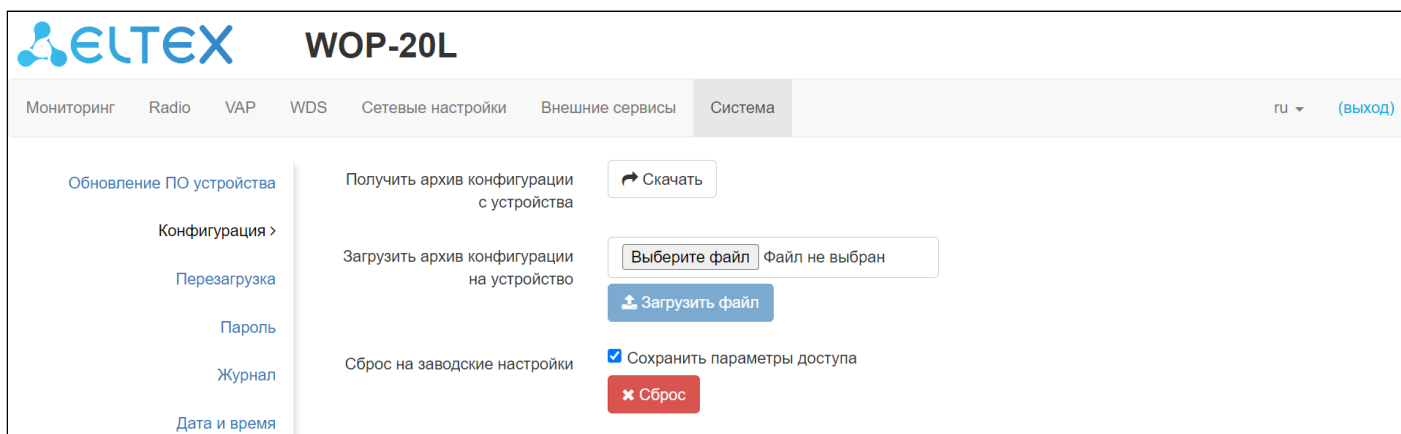 ELTEX WOP-20L
Мониторинг Radio VAP WDS Сетевые настройки Внешние сервисы Система ru (выход)
Обновление ПО устройства
Конфигурация >
Перезагрузка
Пароль
Журнал
Дата и время
Получить архив конфигурации
с устройства
Скачать
Загрузить архив конфигурации
на устройство
Выберите файл Файл не выбран
Загрузить файл
Сброс на заводские настройки
Сохранить параметры доступа
Сброс